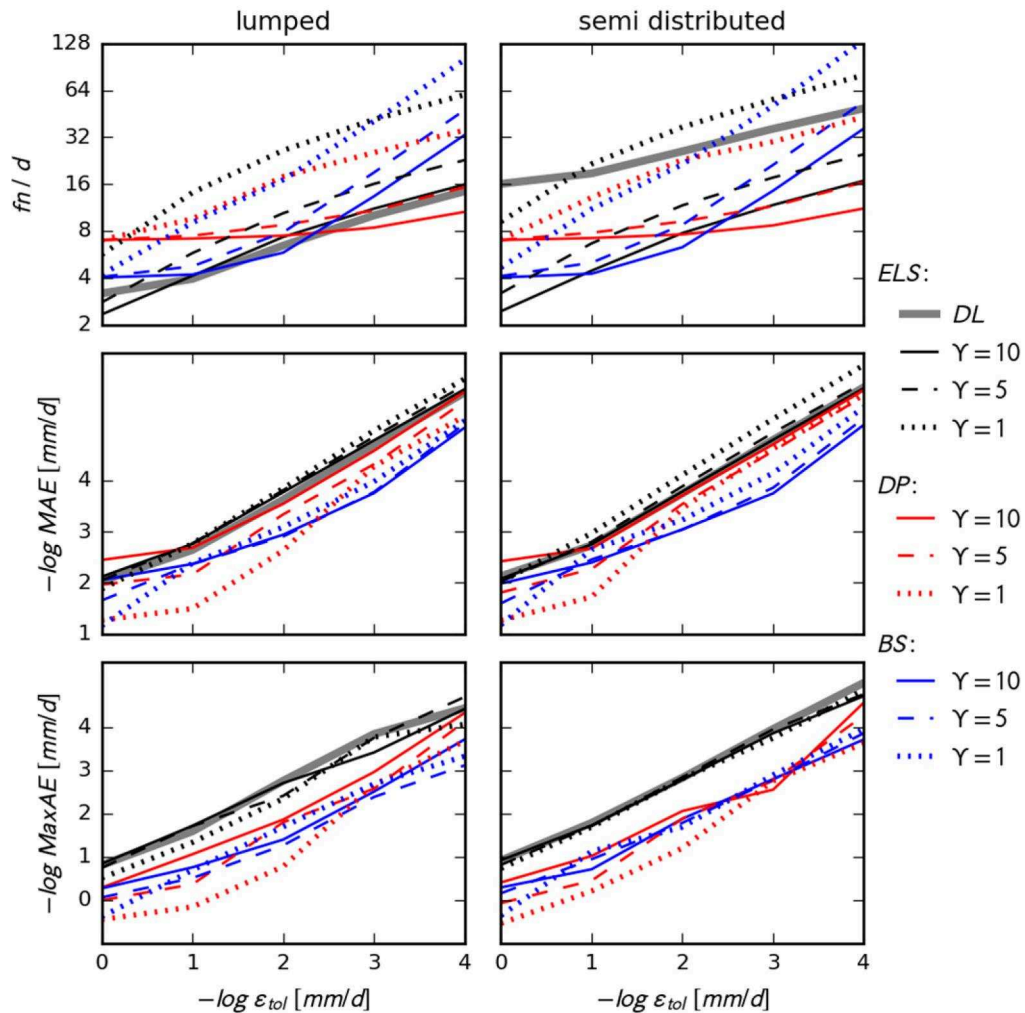 lumped
semi distributed
128
64
32
16
8
4
2
fn / d
4
3
2
1
−log MAE [mm/d]
4
3
2
1
0
−log MaxAE [mm/d]
0 1 2 3 4
0 1 2 3 4
−log ε_tol [mm/d]
−log ε_tol [mm/d]
ELS:
DL
ϒ = 10
ϒ = 5
ϒ = 1
DP:
ϒ = 10
ϒ = 5
ϒ = 1
BS:
ϒ = 10
ϒ = 5
ϒ = 1